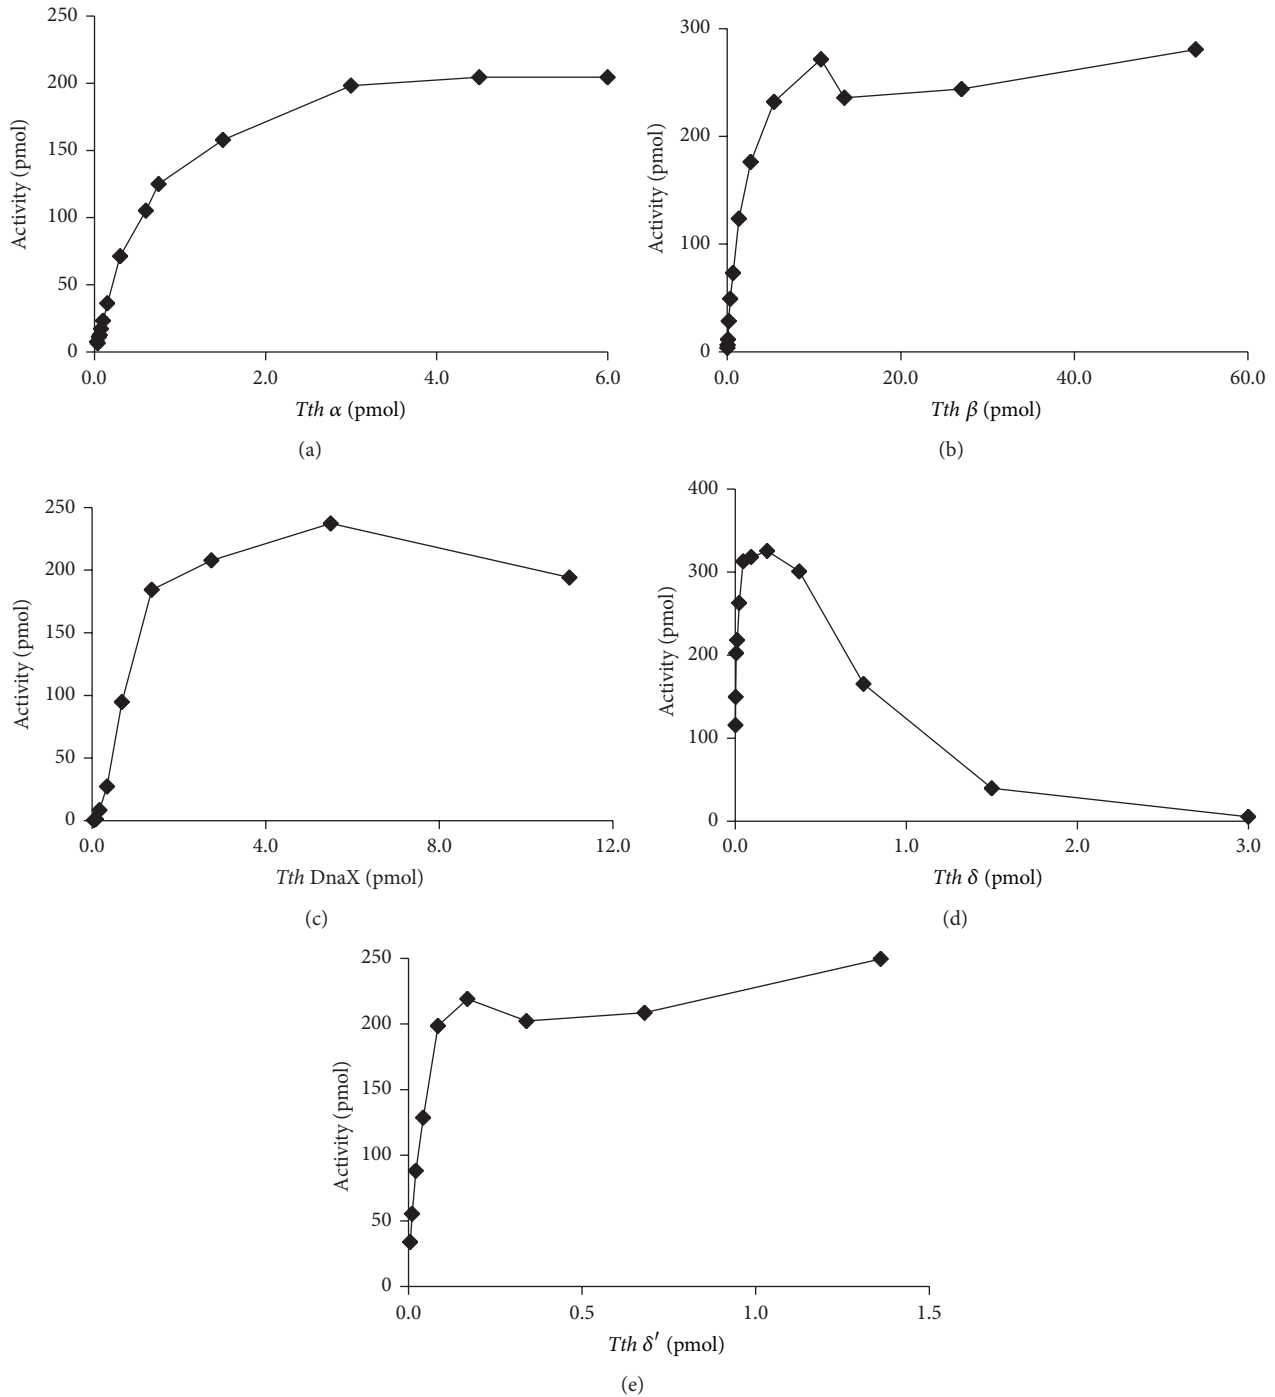 250
200
150
100
50
0
Activity (pmol)
0.0 2.0 4.0 6.0
Tth α (pmol)
(a)
300
200
100
0
Activity (pmol)
0.0 20.0 40.0 60.0
Tth β (pmol)
(b)
250
200
150
100
50
0
Activity (pmol)
0.0 4.0 8.0 12.0
Tth DnaX (pmol)
(c)
400
300
200
100
0
Activity (pmol)
0.0 1.0 2.0 3.0
Tth δ (pmol)
(d)
250
200
150
100
50
0
Activity (pmol)
0.0 0.5 1.0 1.5
Tth δ′ (pmol)
(e)